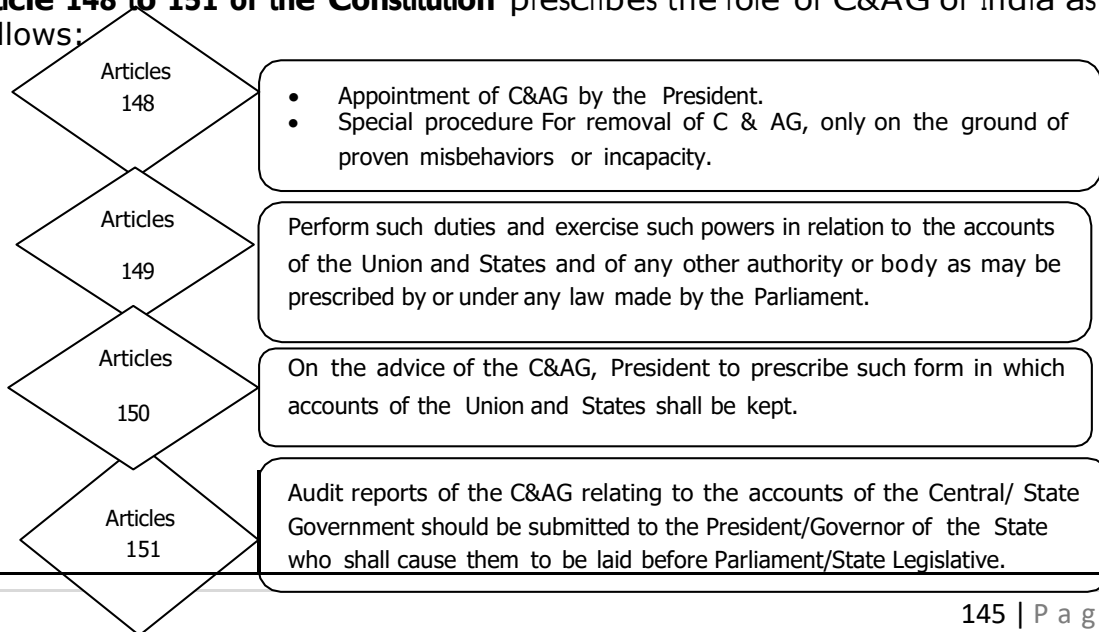 icle 148 to 151 of the Constitution prescribes the role of C&AG of India as
llows:
Articles
148
• Appointment of C&AG by the President.
• Special procedure For removal of C & AG, only on the ground of
proven misbehaviors or incapacity.
Articles
149
Perform such duties and exercise such powers in relation to the accounts
of the Union and States and of any other authority or body as may be
prescribed by or under any law made by the Parliament.
Articles
150
On the advice of the C&AG, President to prescribe such form in which
accounts of the Union and States shall be kept.
Articles
151
Audit reports of the C&AG relating to the accounts of the Central/ State
Government should be submitted to the President/Governor of the State
who shall cause them to be laid before Parliament/State Legislative.
145 | P a g